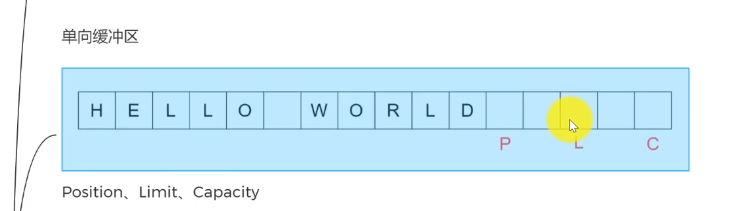 单向缓冲区
H E L L O W O R L D
P L C
Position、Limit、Capacity